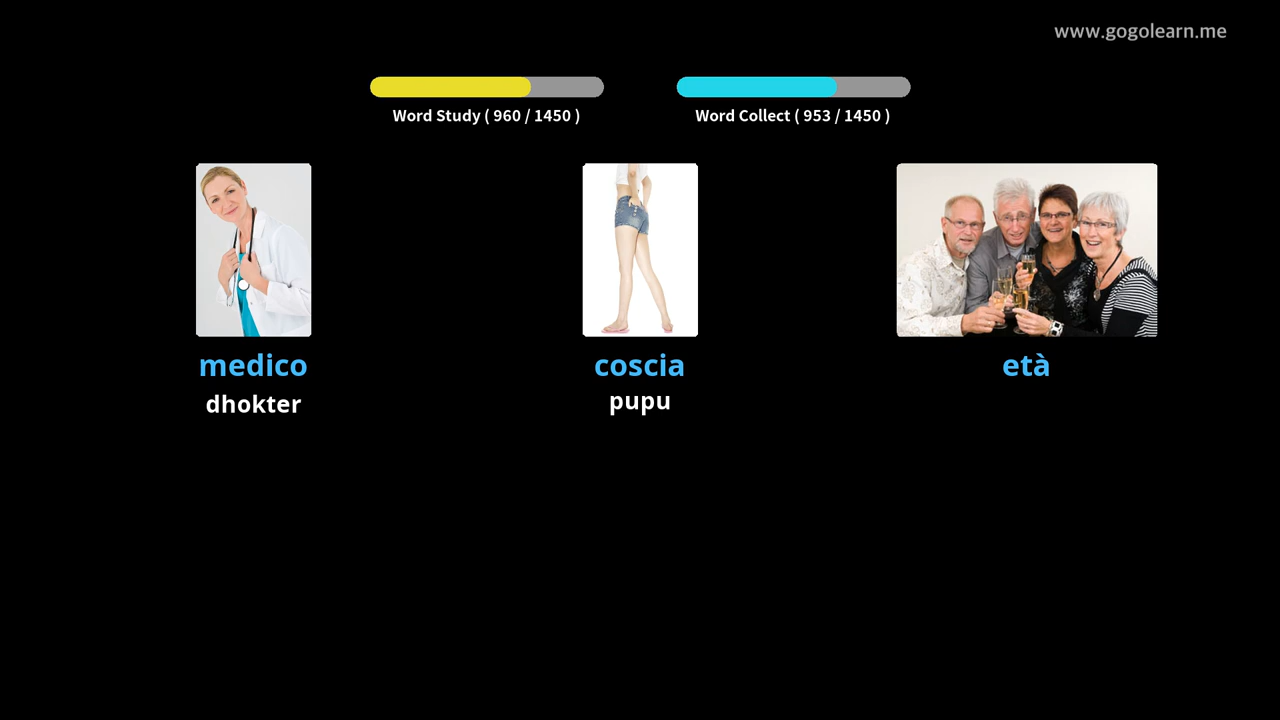 www.gogolearn.me
Word Study ( 960 / 1450 )
Word Collect ( 953 / 1450 )
medico
dhokter
coscia
pupu
età